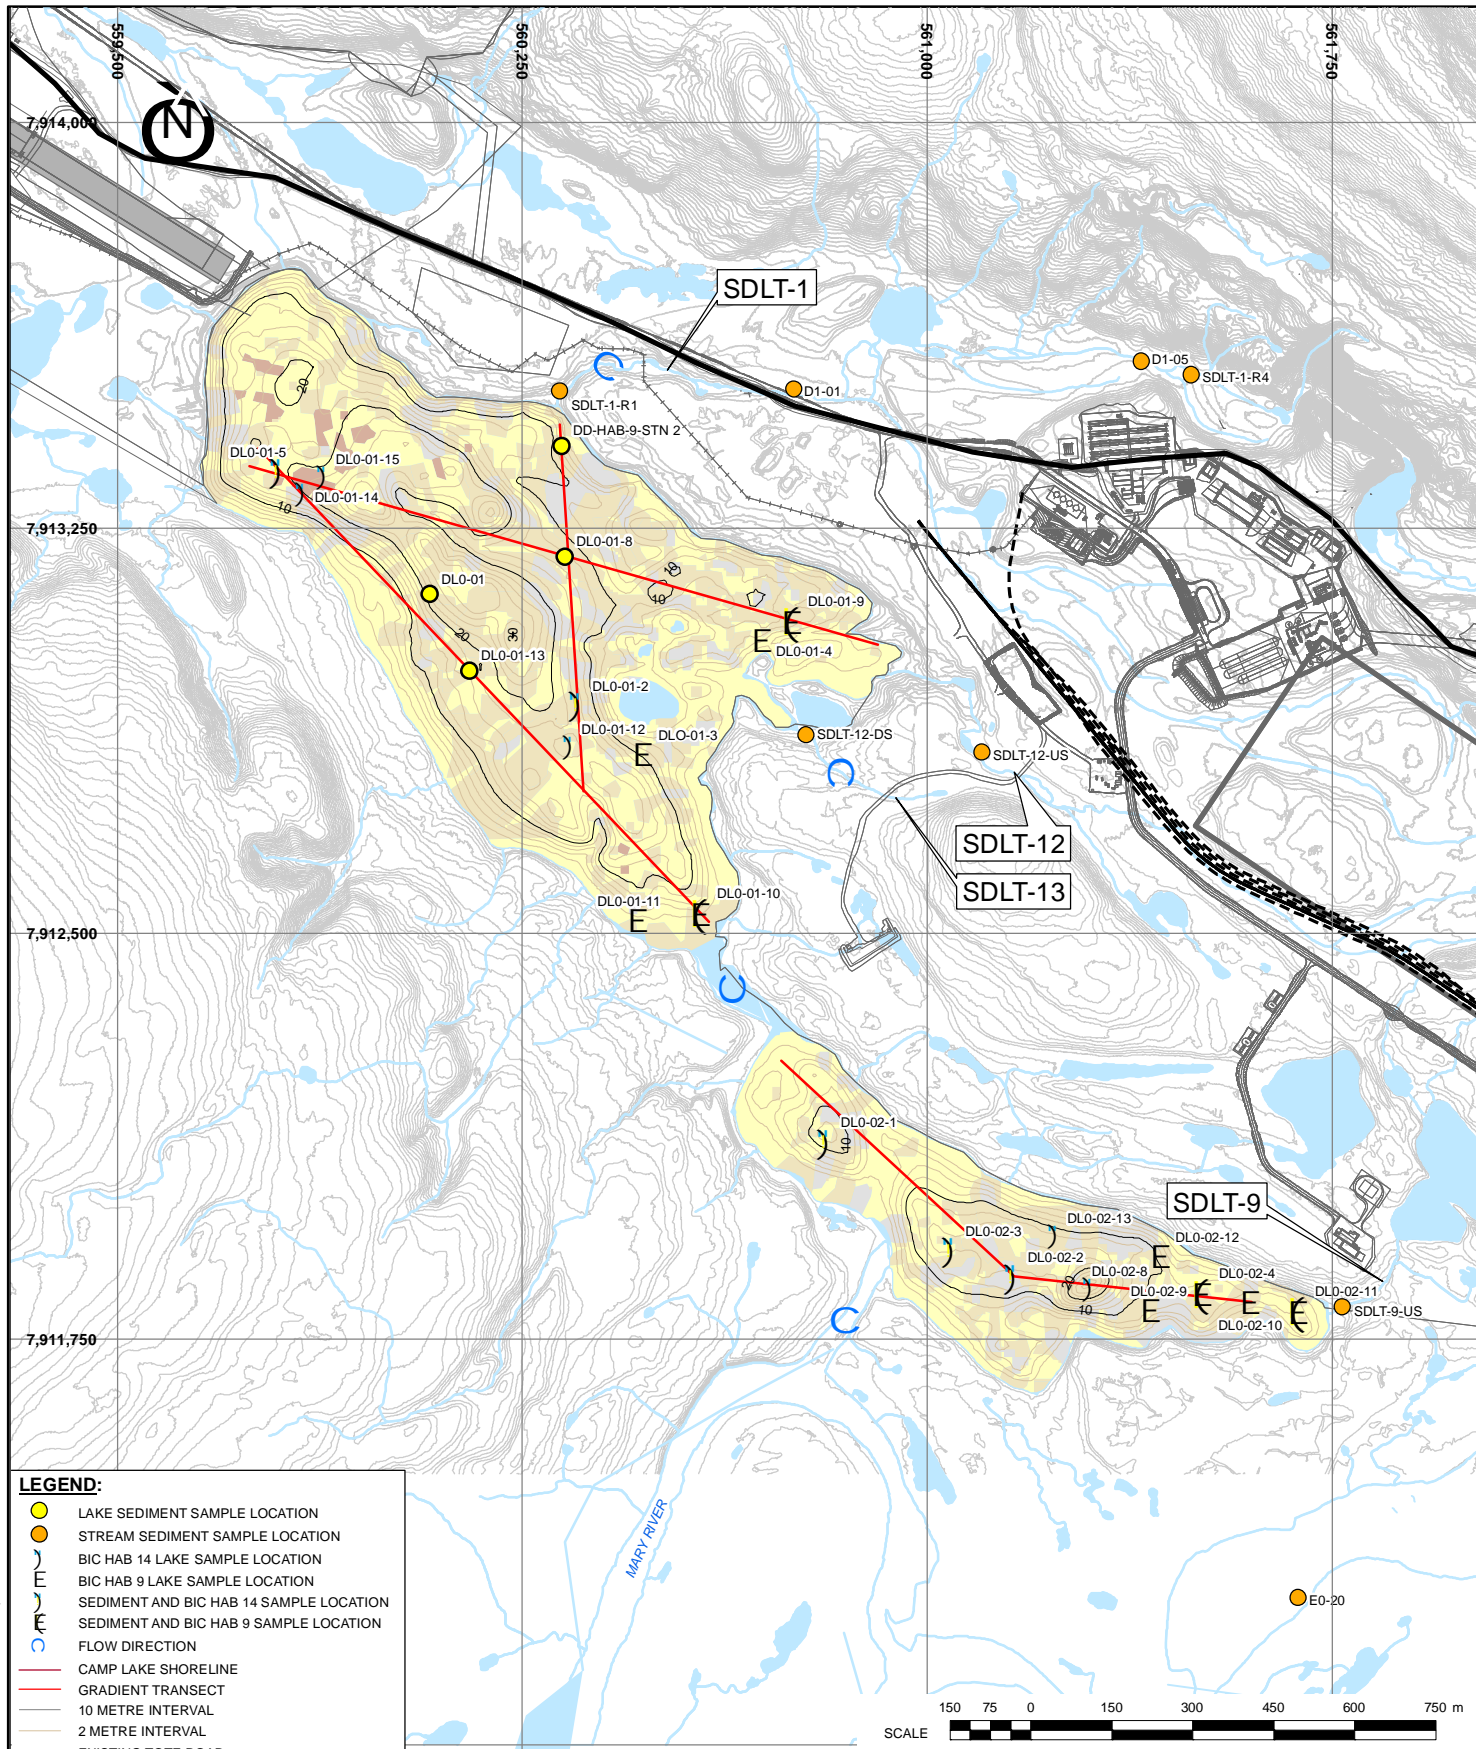 559,500
560,250
561,000
561,750
7,914,000
N
SDLT-1
20
D1-05
SDLT-1-R4
D1-01
SDLT-1-R1
DD-HAB-9-STN 2
DL0-01-5
DL0-01-15
DL0-01-14
10
7,913,250
DL0-01-8
10
DL0-01
10
DL0-01-9
20
30
DL0-01-4
DL0-01-13
DL0-01-2
DL0-01-12
DLO-01-3
SDLT-12-DS
SDLT-12-US
SDLT-12
SDLT-13
DL0-01-10
DL0-01-11
7,912,500
DL0-02-1
10
SDLT-9
DL0-02-13
DL0-02-3
DL0-02-12
DL0-02-2
DL0-02-8
DL0-02-4
20
DL0-02-9
DL0-02-11
10
SDLT-9-US
DL0-02-10
7,911,750
MARY RIVER
E0-20
LEGEND:
LAKE SEDIMENT SAMPLE LOCATION
STREAM SEDIMENT SAMPLE LOCATION
BIC HAB 14 LAKE SAMPLE LOCATION
E BIC HAB 9 LAKE SAMPLE LOCATION
SEDIMENT AND BIC HAB 14 SAMPLE LOCATION
E SEDIMENT AND BIC HAB 9 SAMPLE LOCATION
FLOW DIRECTION
CAMP LAKE SHORELINE
GRADIENT TRANSECT
10 METRE INTERVAL
2 METRE INTERVAL
150 75 0 150 300 450 600 750 m
SCALE